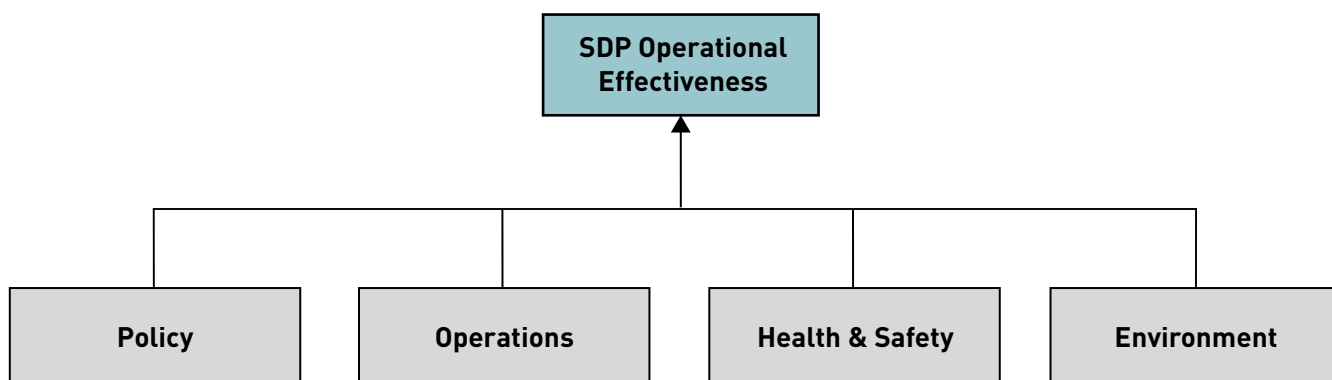 SDP Operational
Effectiveness
Policy
Operations
Health & Safety
Environment